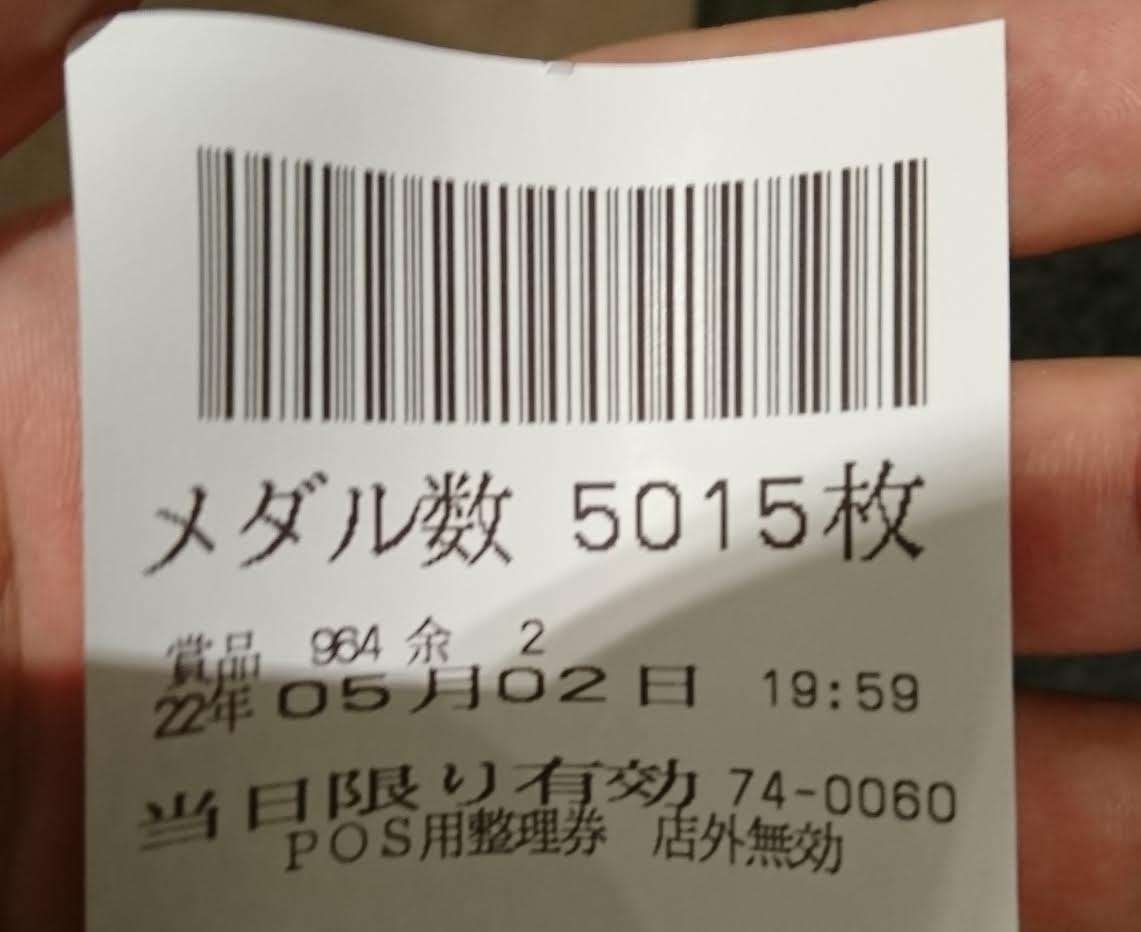 メダル数 5015枚
賞品 964 余 2
22年05月02日 19:59
当日限り有効 74-0060
POS用整理券 店外無効